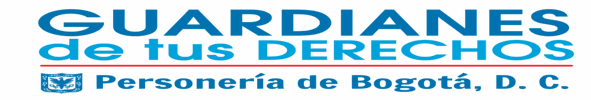 GUARDIANES
de tus DERECHOS
Personería de Bogotá, D. C.